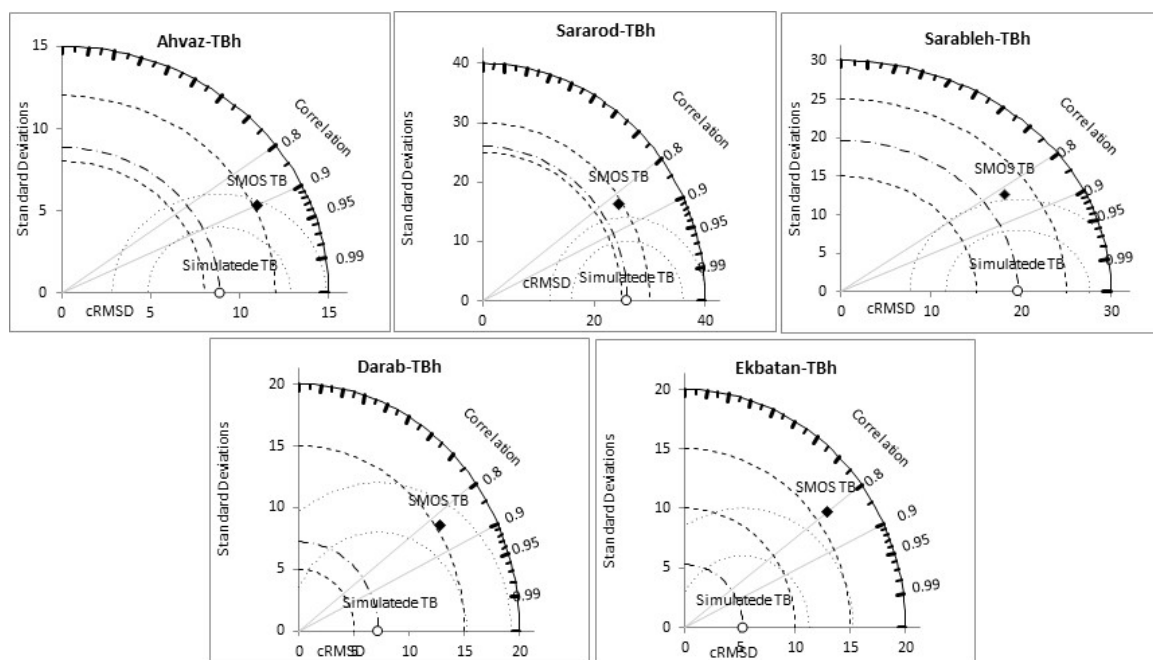 Ahvaz-TBh
15
10
5
0
0
5
10
15
Standard Deviations
cRMSD
Correlation
0.8
0.9
0.95
0.99
SMOS TB
Simulatede TB
Sararod-TBh
40
30
20
10
0
0
20
40
Standard Deviations
cRMSD
Correlation
0.8
0.9
0.95
0.99
SMOS TB
Simulatede TB
Sarableh-TBh
30
25
20
15
10
5
0
0
10
20
30
Standard Deviations
cRMSD
Correlation
0.8
0.9
0.95
0.99
SMOS TB
Simulatede TB
Darab-TBh
20
15
10
5
0
0
5
10
15
20
Standard Deviations
cRMSD
Correlation
0.8
0.9
0.95
0.99
SMOS TB
Simulatede TB
Ekbatan-TBh
20
15
10
5
0
0
5
10
15
20
Standard Deviations
cRMSD
Correlation
0.8
0.9
0.95
0.99
SMOS TB
Simulatede TB